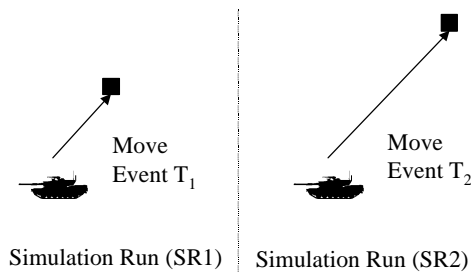 Move
Event T₁
Simulation Run (SR1)
Move
Event T₂
Simulation Run (SR2)